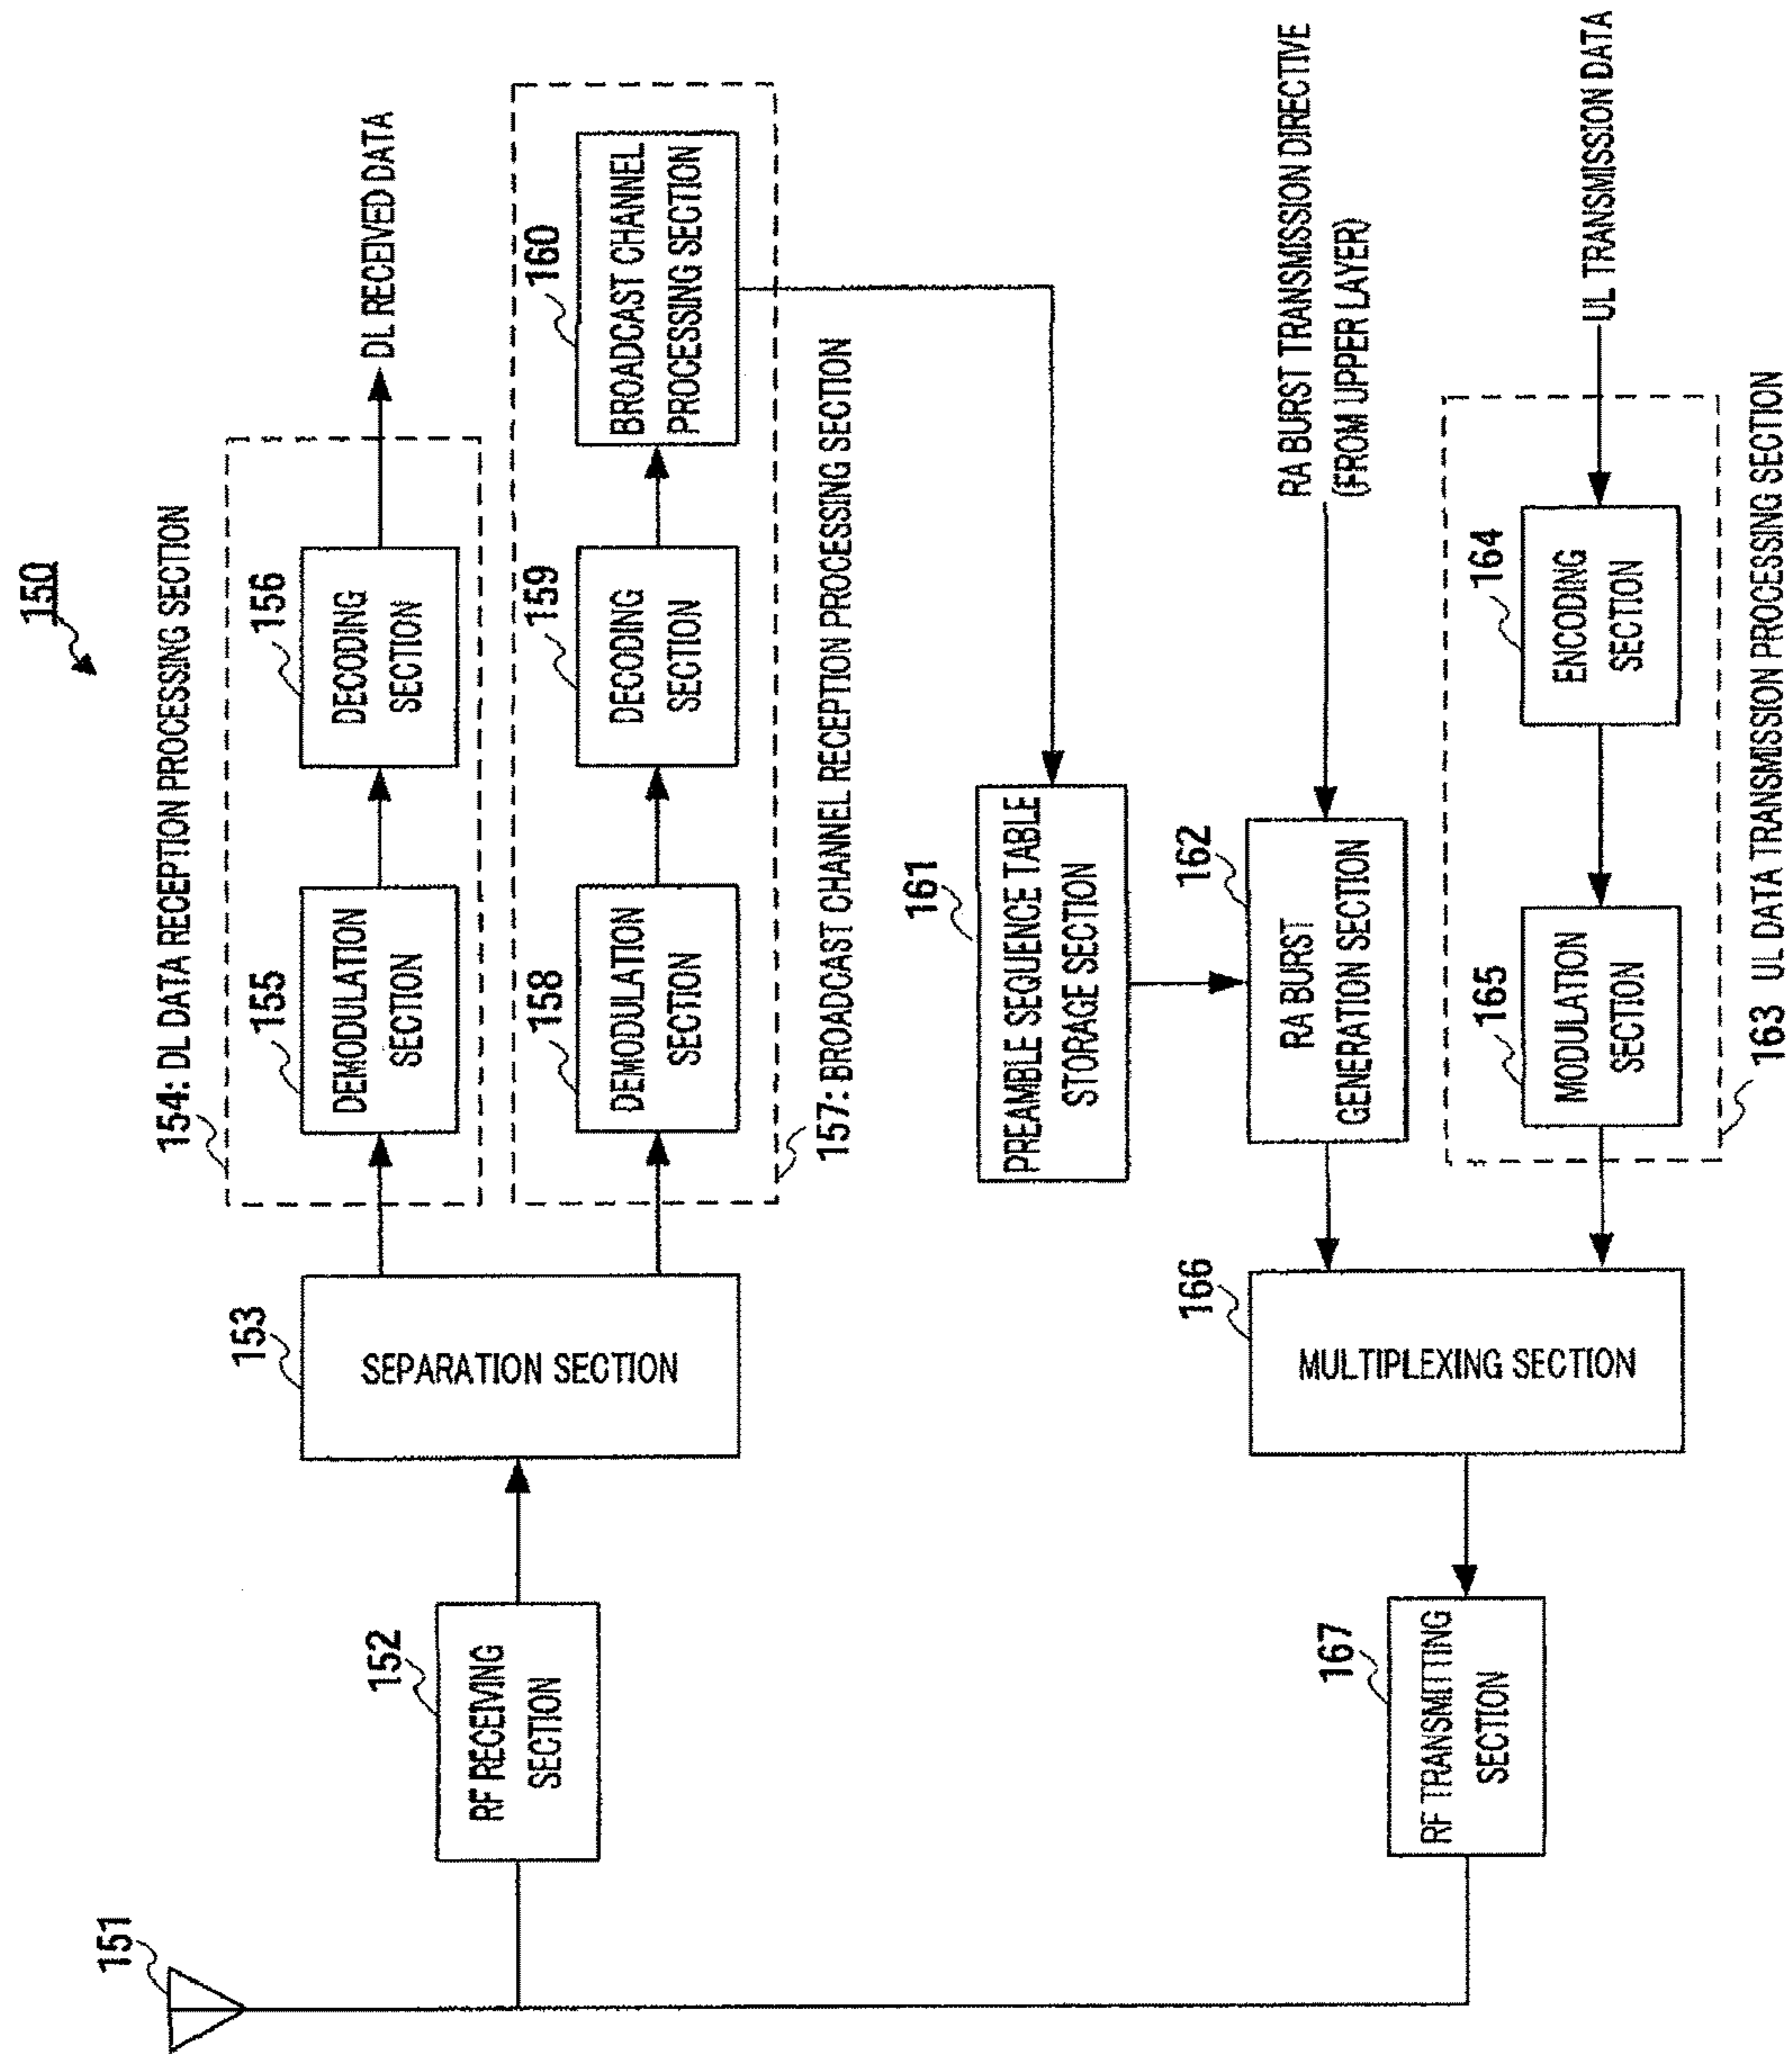 150
154: DL DATA RECEPTION PROCESSING SECTION
151
152
RF RECEIVING
SECTION
153
SEPARATION SECTION
155
DEMODULATION
SECTION
156
DECODING
SECTION
DL RECEIVED DATA
158
DEMODULATION
SECTION
159
DECODING
SECTION
160
BROADCAST CHANNEL
PROCESSING SECTION
157: BROADCAST CHANNEL RECEPTION PROCESSING SECTION
161
PREAMBLE SEQUENCE TABLE
STORAGE SECTION
162
RA BURST
GENERATION SECTION
RA BURST TRANSMISSION DIRECTIVE
(FROM UPPER LAYER)
167
RF TRANSMITTING
SECTION
166
MULTIPLEXING SECTION
165
MODULATION
SECTION
164
ENCODING
SECTION
UL TRANSMISSION DATA
163 UL DATA TRANSMISSION PROCESSING SECTION